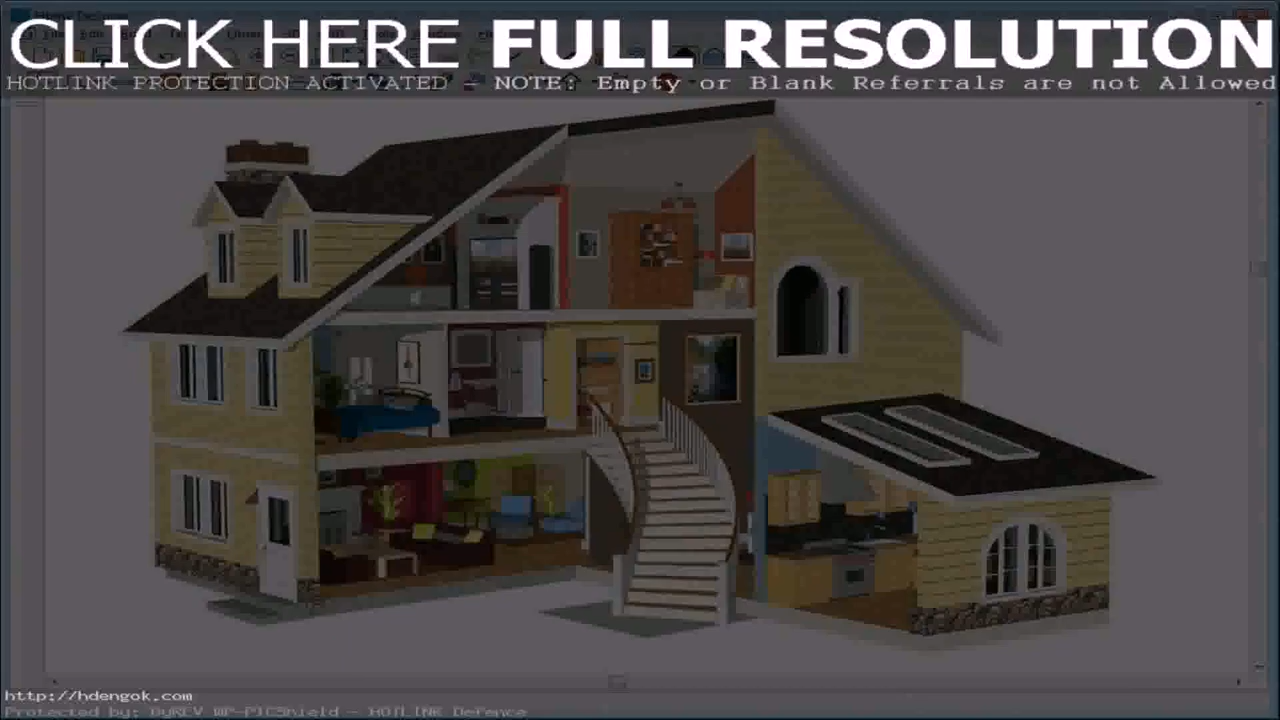 CLICK HERE FULL RESOLUTION
HOTLINK PROTECTION ACTIVATED - NOTE: Empty or Blank Referrals are not Allowed
http://hdengok.com
Protected by: ByREV WP-PICShield - HOTLINK Defence